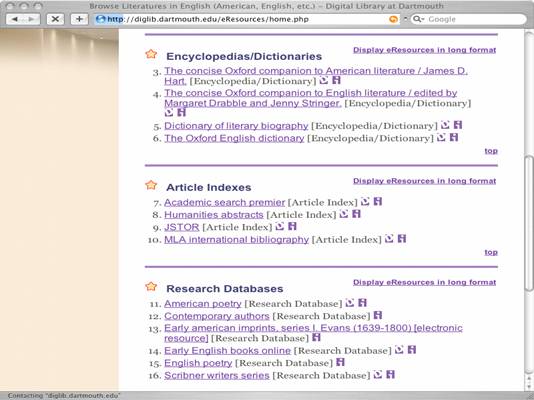 Browse Literatures in English (American, English, etc.) – Digital Library at Dartmouth
http://diglib.dartmouth.edu/eResources/home.php
Google
Display eResources in long format
Encyclopedias/Dictionaries
3. The concise Oxford companion to American literature / James D.
Hart. [Encyclopedia/Dictionary]
4. The concise Oxford companion to English literature / edited by
Margaret Drabble and Jenny Stringer. [Encyclopedia/Dictionary]
5. Dictionary of literary biography [Encyclopedia/Dictionary]
6. The Oxford English dictionary [Encyclopedia/Dictionary]
top
Display eResources in long format
Article Indexes
7. Academic search premier [Article Index]
8. Humanities abstracts [Article Index]
9. JSTOR [Article Index]
10. MLA international bibliography [Article Index]
top
Display eResources in long format
Research Databases
11. American poetry [Research Database]
12. Contemporary authors [Research Database]
13. Early american imprints, series I. Evans (1639-1800) [electronic
resource] [Research Database]
14. Early English books online [Research Database]
15. English poetry [Research Database]
16. Scribner writers series [Research Database]
Contacting "diglib.dartmouth.edu"